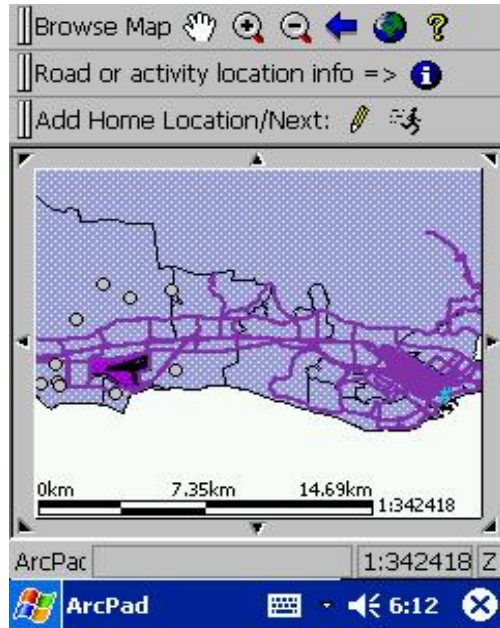 Browse Map
Road or activity location info =>
Add Home Location/Next:
0km 7.35km 14.69km
1:342418
ArcPac 1:342418 Z
ArcPad 6:12